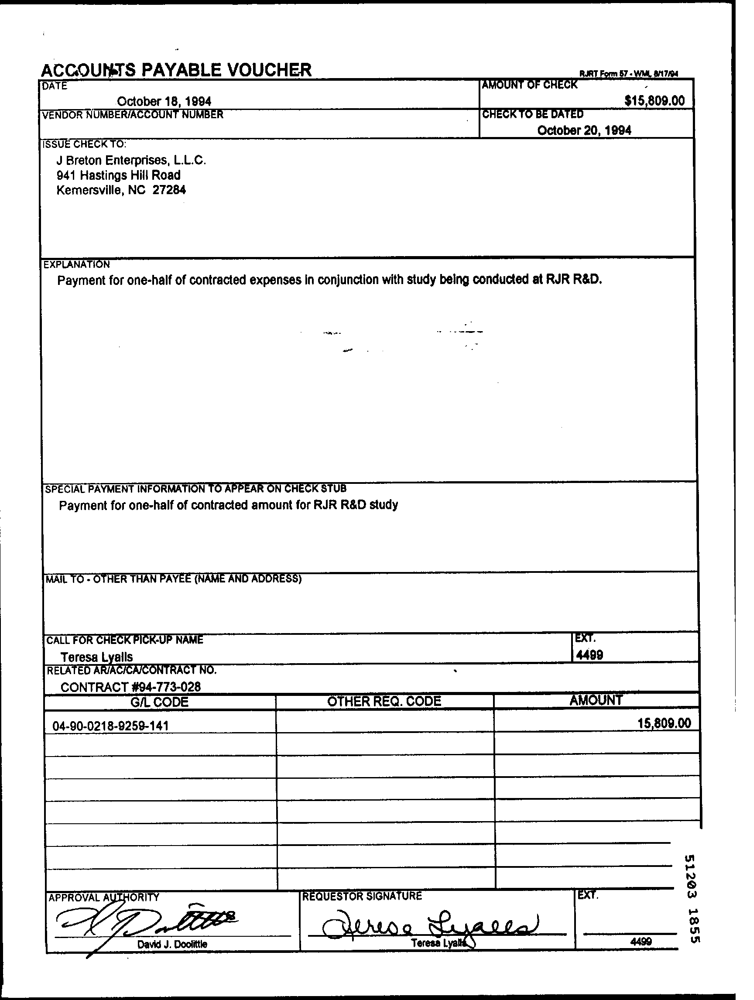 ACCOUNTS PAYABLE VOUCHER
RJRT Form 57 - WML 8/17/94
DATE
October 18, 1994
AMOUNT OF CHECK
$15,809.00
VENDOR NUMBER/ACCOUNT NUMBER
CHECK TO BE DATED
October 20, 1994
ISSUE CHECK TO:
J Breton Enterprises, L.L.C.
941 Hastings Hill Road
Kernersville, NC 27284
EXPLANATION
Payment for one-half of contracted expenses in conjunction with study being conducted at RJR R&D.
SPECIAL PAYMENT INFORMATION TO APPEAR ON CHECK STUB
Payment for one-half of contracted amount for RJR R&D study
MAIL TO - OTHER THAN PAYEE (NAME AND ADDRESS)
CALL FOR CHECK PICK-UP NAME
Teresa Lyalls
EXT.
4499
RELATED AR/AC/CA/CONTRACT NO.
CONTRACT #94-773-028
G/L CODE OTHER REQ. CODE AMOUNT
04-90-0218-9259-141 15,809.00
APPROVAL AUTHORITY
David J. Doolittle
REQUESTOR SIGNATURE
Teresa Lyalls
Teresa Lyalls
EXT.
4499
51203 1855